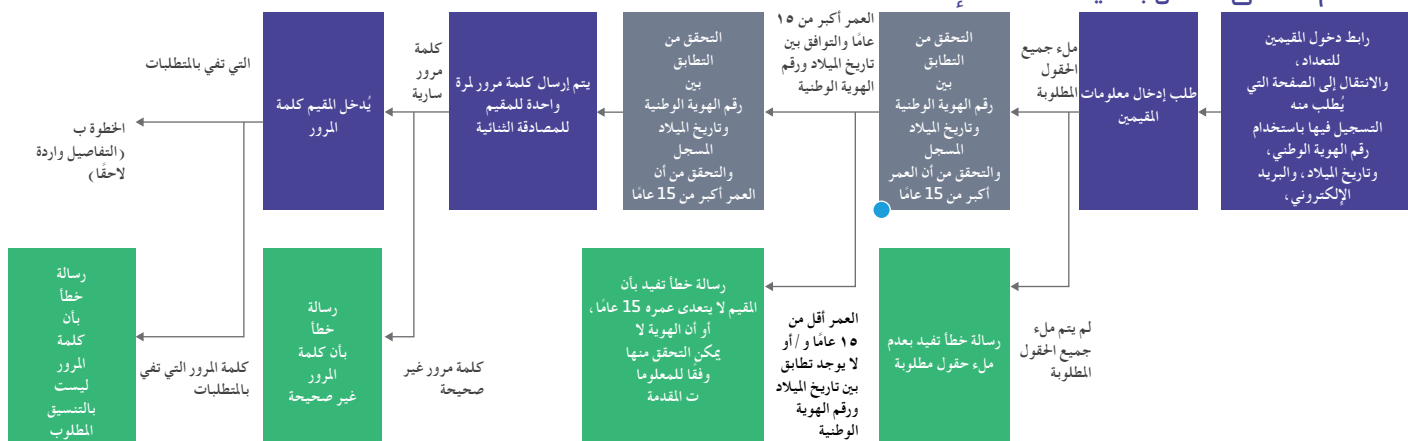 رابط دخول المقيمين
للتعداد،
والانتقال إلى الصفحة التي
يُطلب منه
التسجيل فيها باستخدام
رقم الهوية الوطني،
وتاريخ الميلاد، والبريد
الإلكتروني،
طلب إدخال معلومات
المقيمين
ملء جميع
الحقول
المطلوبة
التحقق من
التطابق
بين
رقم الهوية الوطنية
وتاريخ الميلاد
المسجل
والتحقق من أن العمر
أكبر من 15 عامًا
العمر أكبر من ١٥
عامًا والتوافق بين
تاريخ الميلاد ورقم
الهوية الوطنية
التحقق من
التطابق
بين
رقم الهوية الوطنية
وتاريخ الميلاد
المسجل
والتحقق من أن
العمر أكبر من 15 عامًا
يتم إرسال كلمة مرور لمرة
واحدة للمقيم
للمصادقة الثنائية
كلمة
مرور
سارية
يُدخل المقيم كلمة
المرور
التي تفي بالمتطلبات
الخطوة ب
(التفاصيل واردة
لاحقًا)
لم يتم ملء
جميع الحقول
المطلوبة
رسالة خطأ تفيد بعدم
ملء حقول مطلوبة
العمر أقل من
١٥ عامًا و/أو
لا يوجد تطابق
بين تاريخ الميلاد
ورقم الهوية
الوطنية
رسالة خطأ تفيد بأن
المقيم لا يتعدى عمره 15 عامًا،
أو أن الهوية لا
يمكن التحقق منها
وفقًا للمعلوما
ت المقدمة
كلمة مرور غير
صحيحة
رسالة
خطأ
بأن كلمة
المرور
غير صحيحة
كلمة المرور التي تفي
بالمتطلبات
رسالة
خطأ
بأن
كلمة
المرور
ليست
بالتنسيق
المطلوب